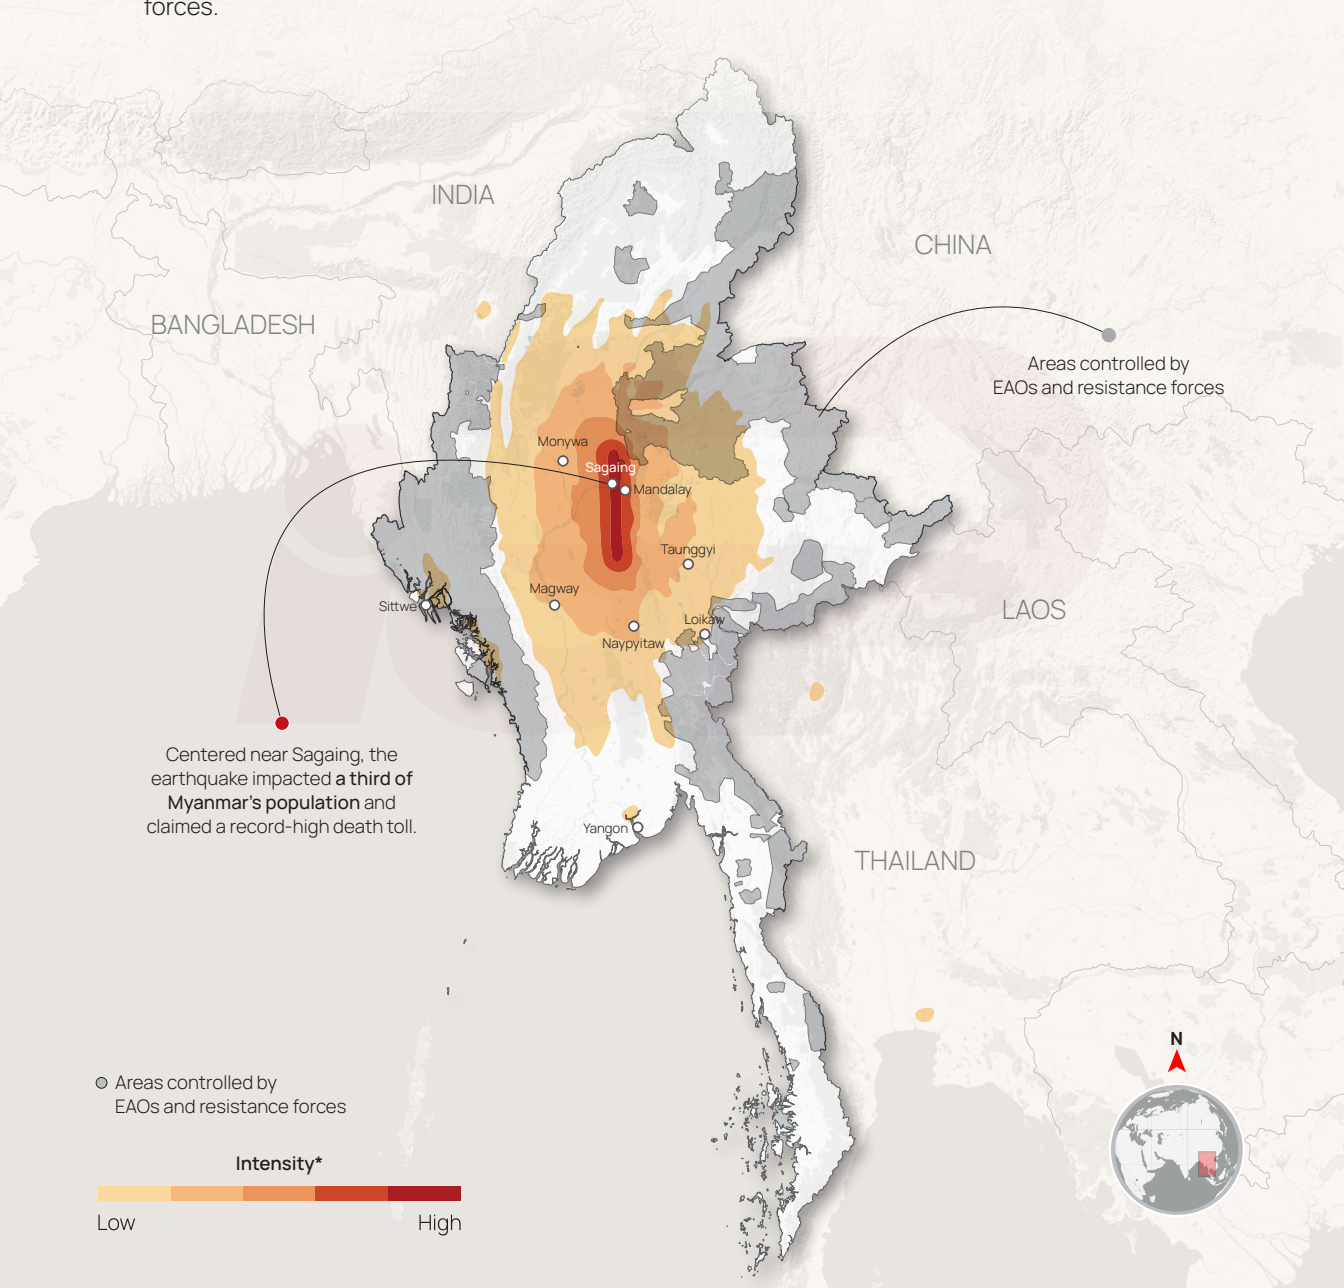 forces.
INDIA
CHINA
BANGLADESH
Areas controlled by
EAOs and resistance forces
Monywa
Sagaing
Mandalay
Taunggyi
Magway
Sittwe
Loikaw
Naypyitaw
LAOS
Centered near Sagaing, the
earthquake impacted a third of
Myanmar's population and
claimed a record-high death toll.
Yangon
THAILAND
N
Areas controlled by
EAOs and resistance forces
Intensity*
Low
High